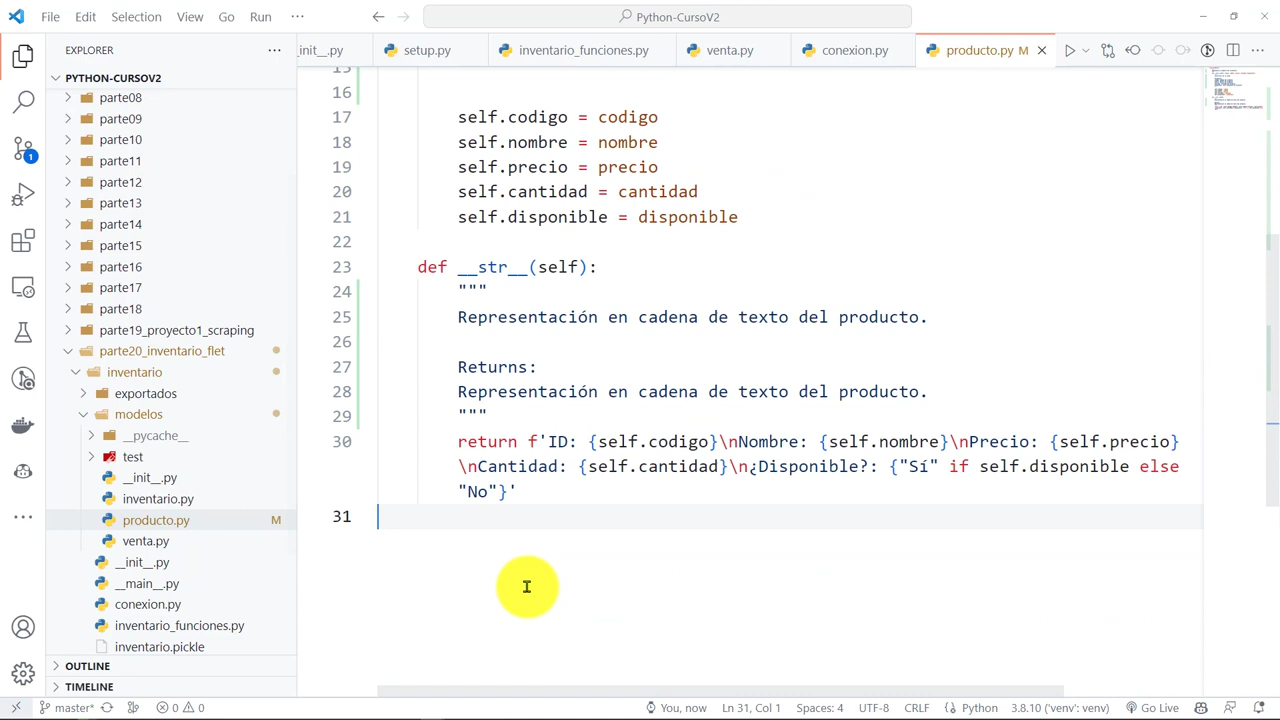 File Edit Selection View Go Run ··· Python-CursoV2
EXPLORER ···
init__.py setup.py inventario_funciones.py venta.py conexion.py producto.py M
PYTHON-CURSOV2
parte08
parte09
parte10
parte11
parte12
parte13
parte14
parte15
parte16
parte17
parte18
parte19_proyecto1_scraping
parte20_inventario_flet
inventario
exportados
modelos
__pycache__
test
__init__.py
inventario.py
producto.py M
venta.py
__init__.py
__main__.py
conexion.py
inventario_funciones.py
inventario.pickle
OUTLINE
TIMELINE
1
15
16
17 self.codigo = codigo
18 self.nombre = nombre
19 self.precio = precio
20 self.cantidad = cantidad
21 self.disponible = disponible
22
23 def __str__(self):
24 """
25 Representación en cadena de texto del producto.
26
27 Returns:
28 Representación en cadena de texto del producto.
29 """
30 return f'ID: {self.codigo}\nNombre: {self.nombre}\nPrecio: {self.precio}
\nCantidad: {self.cantidad}\n¿Disponible?: {"Sí" if self.disponible else
"No"}'
31
master* 0 0 You, now Ln 31, Col 1 Spaces: 4 UTF-8 CRLF Python 3.8.10 ('venv': venv) Go Live